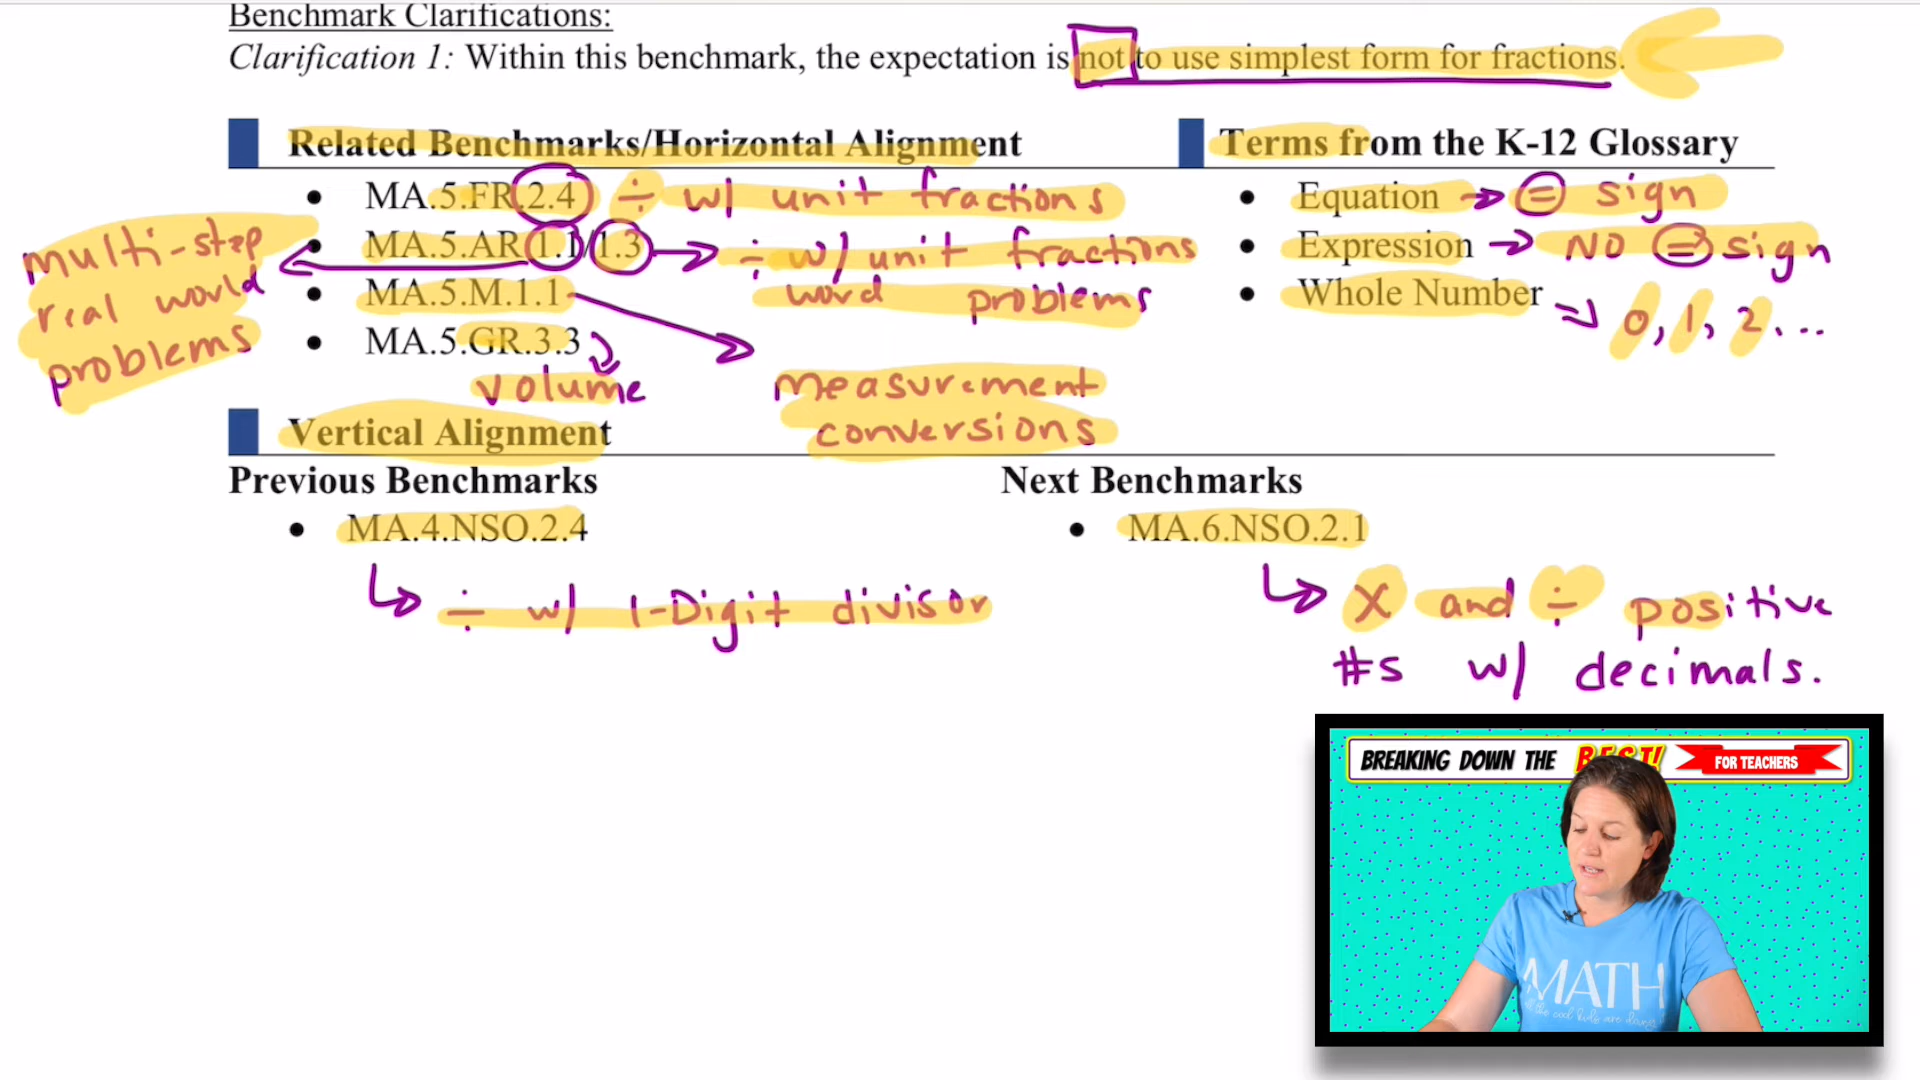 Benchmark Clarifications:
Clarification 1: Within this benchmark, the expectation is not to use simplest form for fractions.
Related Benchmarks/Horizontal Alignment
MA.5.FR.2.4 ÷ w/ unit fractions
MA.5.AR.1.1/1.3 ÷ w/ unit fractions
word problems
multi-step
real world
problems
MA.5.M.1.1
measurement
conversions
MA.5.GR.3.3
volume
Terms from the K-12 Glossary
Equation → = sign
Expression → NO = sign
Whole Number ⇒ 0, 1, 2...
Vertical Alignment
Previous Benchmarks
MA.4.NSO.2.4
÷ w/ 1-Digit divisor
Next Benchmarks
MA.6.NSO.2.1
x and ÷ positive
#s w/ decimals.
BREAKING DOWN THE B.E.S.T.! FOR TEACHERS
MATH
the cool kids are doing